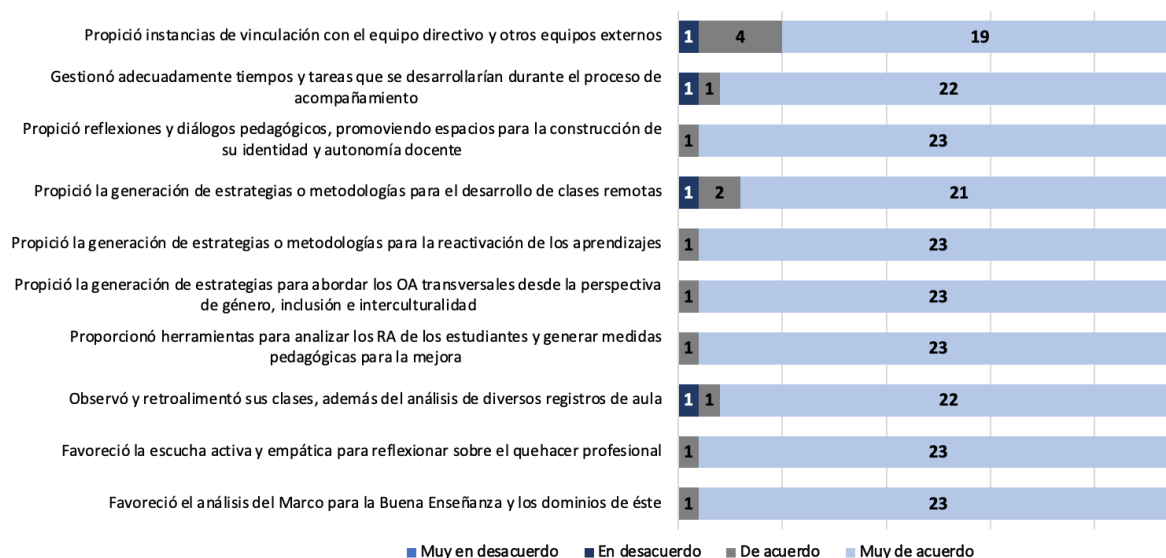 Propició instancias de vinculación con el equipo directivo y otros equipos externos
1 4 19
Gestionó adecuadamente tiempos y tareas que se desarrollarían durante el proceso de
acompañamiento
1 1 22
Propició reflexiones y diálogos pedagógicos, promoviendo espacios para la construcción de
su identidad y autonomía docente
1 23
Propició la generación de estrategias o metodologías para el desarrollo de clases remotas
1 2 21
Propició la generación de estrategias o metodologías para la reactivación de los aprendizajes
1 23
Propició la generación de estrategias para abordar los OA transversales desde la perspectiva
de género, inclusión e interculturalidad
1 23
Proporcionó herramientas para analizar los RA de los estudiantes y generar medidas
pedagógicas para la mejora
1 23
Observó y retroalimentó sus clases, además del análisis de diversos registros de aula
1 1 22
Favoreció la escucha activa y empática para reflexionar sobre el quehacer profesional
1 23
Favoreció el análisis del Marco para la Buena Enseñanza y los dominios de éste
1 23
Muy en desacuerdo En desacuerdo De acuerdo Muy de acuerdo